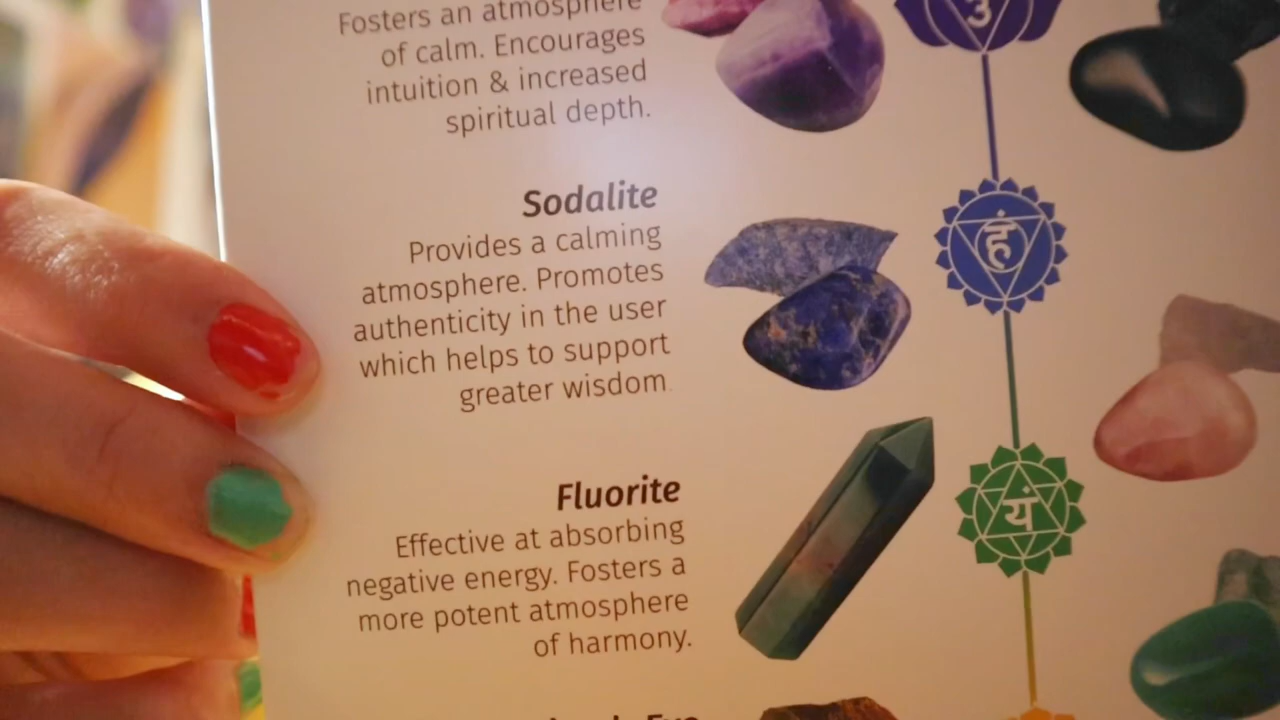 Fosters an atmosphere
of calm. Encourages
intuition & increased
spiritual depth.
Sodalite
Provides a calming
atmosphere. Promotes
authenticity in the user
which helps to support
greater wisdom
Fluorite
Effective at absorbing
negative energy. Fosters a
more potent atmosphere
of harmony.
हं
यं